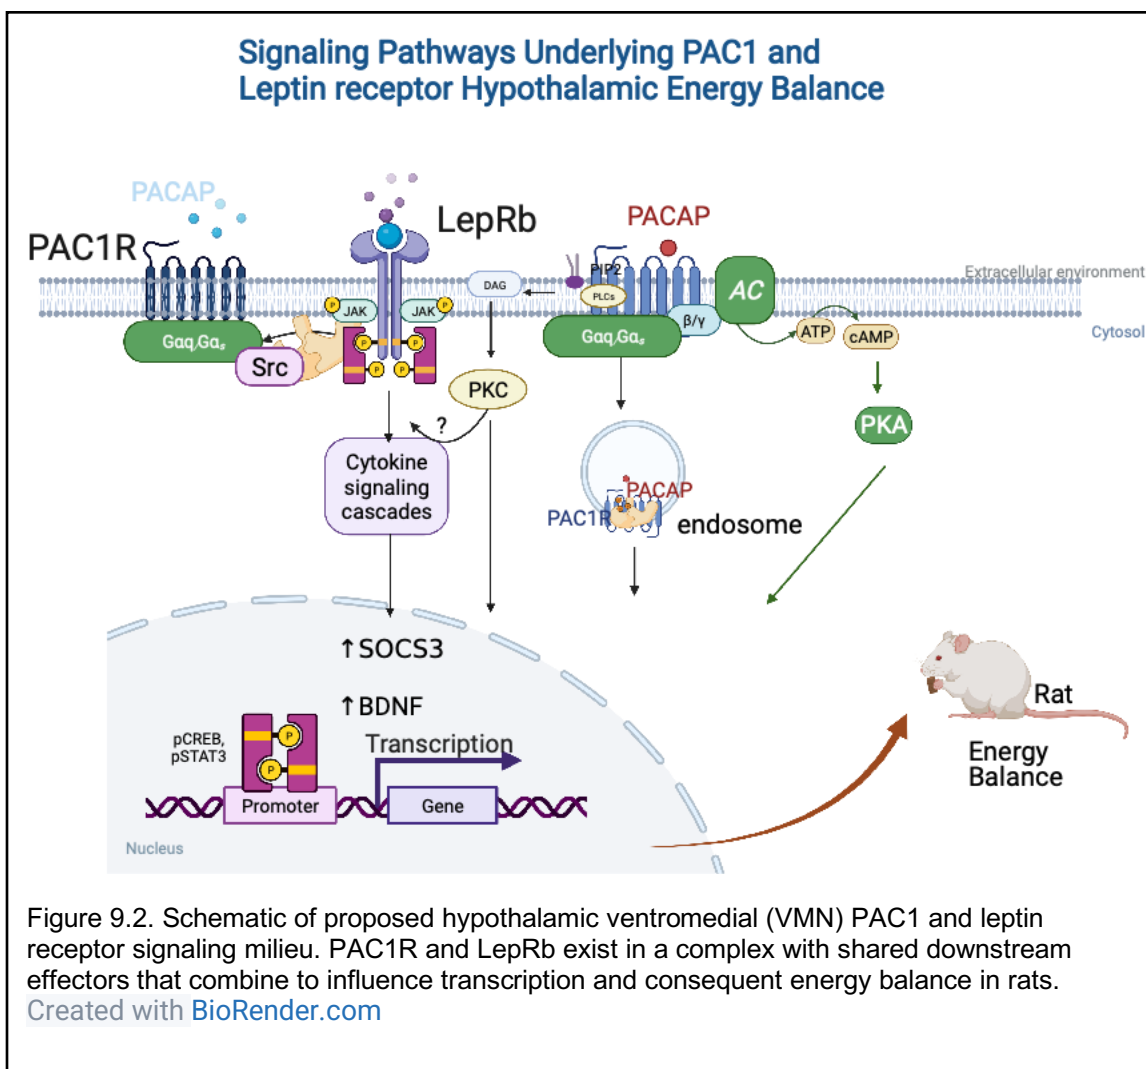 Signaling Pathways Underlying PAC1 and
Leptin receptor Hypothalamic Energy Balance
PACAP
PAC1R
LepRb
PACAP
Extracellular environment
Cytosol
P
JAK
JAK
P
P
P
P
P
Gαq,Gαs
Src
DAG
PIP2
PLCs
Gαq,Gαs
β/γ
AC
ATP
cAMP
PKA
PKC
?
Cytokine
signaling
cascades
PACAP
PAC1R
endosome
↑SOCS3
↑BDNF
pCREB,
pSTAT3
P
P
Transcription
Promoter
Gene
Nucleus
Rat
Energy
Balance
Figure 9.2. Schematic of proposed hypothalamic ventromedial (VMN) PAC1 and leptin
receptor signaling milieu. PAC1R and LepRb exist in a complex with shared downstream
effectors that combine to influence transcription and consequent energy balance in rats.
Created with BioRender.com